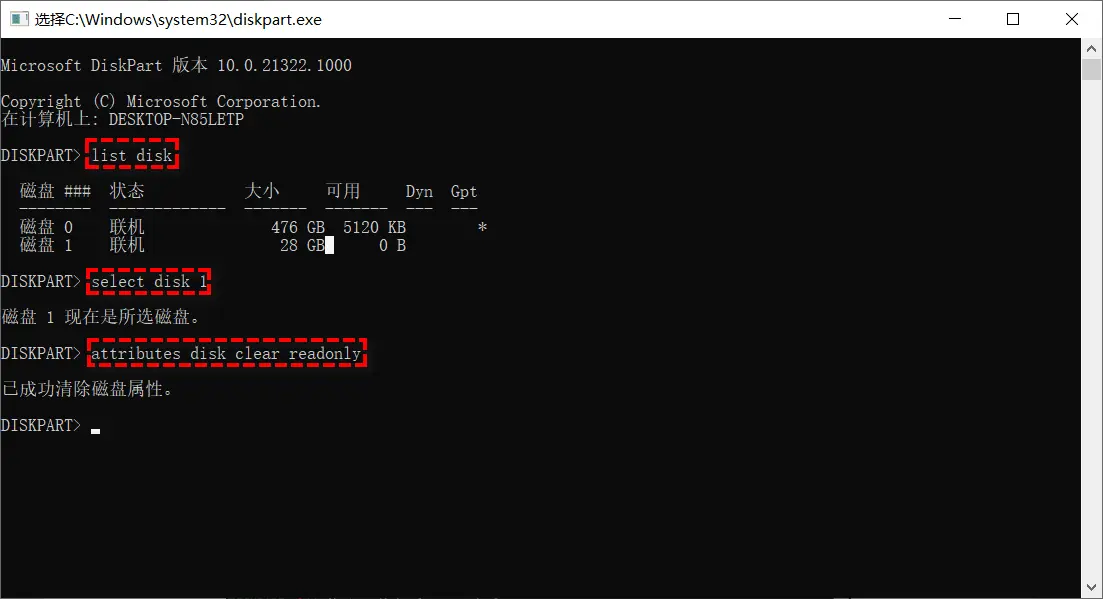 选择C:\Windows\system32\diskpart.exe
Microsoft DiskPart 版本 10.0.21322.1000
Copyright (C) Microsoft Corporation.
在计算机上: DESKTOP-N85LETP
DISKPART> list disk
磁盘 ### 状态 大小 可用 Dyn Gpt
-------- ------------- ------- ------- --- ---
磁盘 0 联机 476 GB 5120 KB *
磁盘 1 联机 28 GB 0 B
DISKPART> select disk 1
磁盘 1 现在是所选磁盘。
DISKPART> attributes disk clear readonly
已成功清除磁盘属性。
DISKPART>